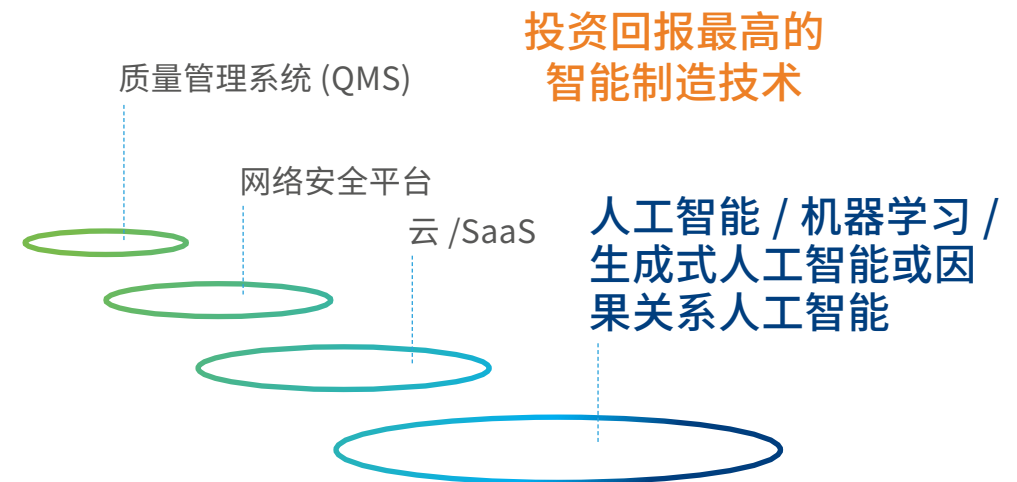 投资回报最高的
智能制造技术
质量管理系统 (QMS)
网络安全平台
云 /SaaS
人工智能 / 机器学习 /
生成式人工智能或因
果关系人工智能